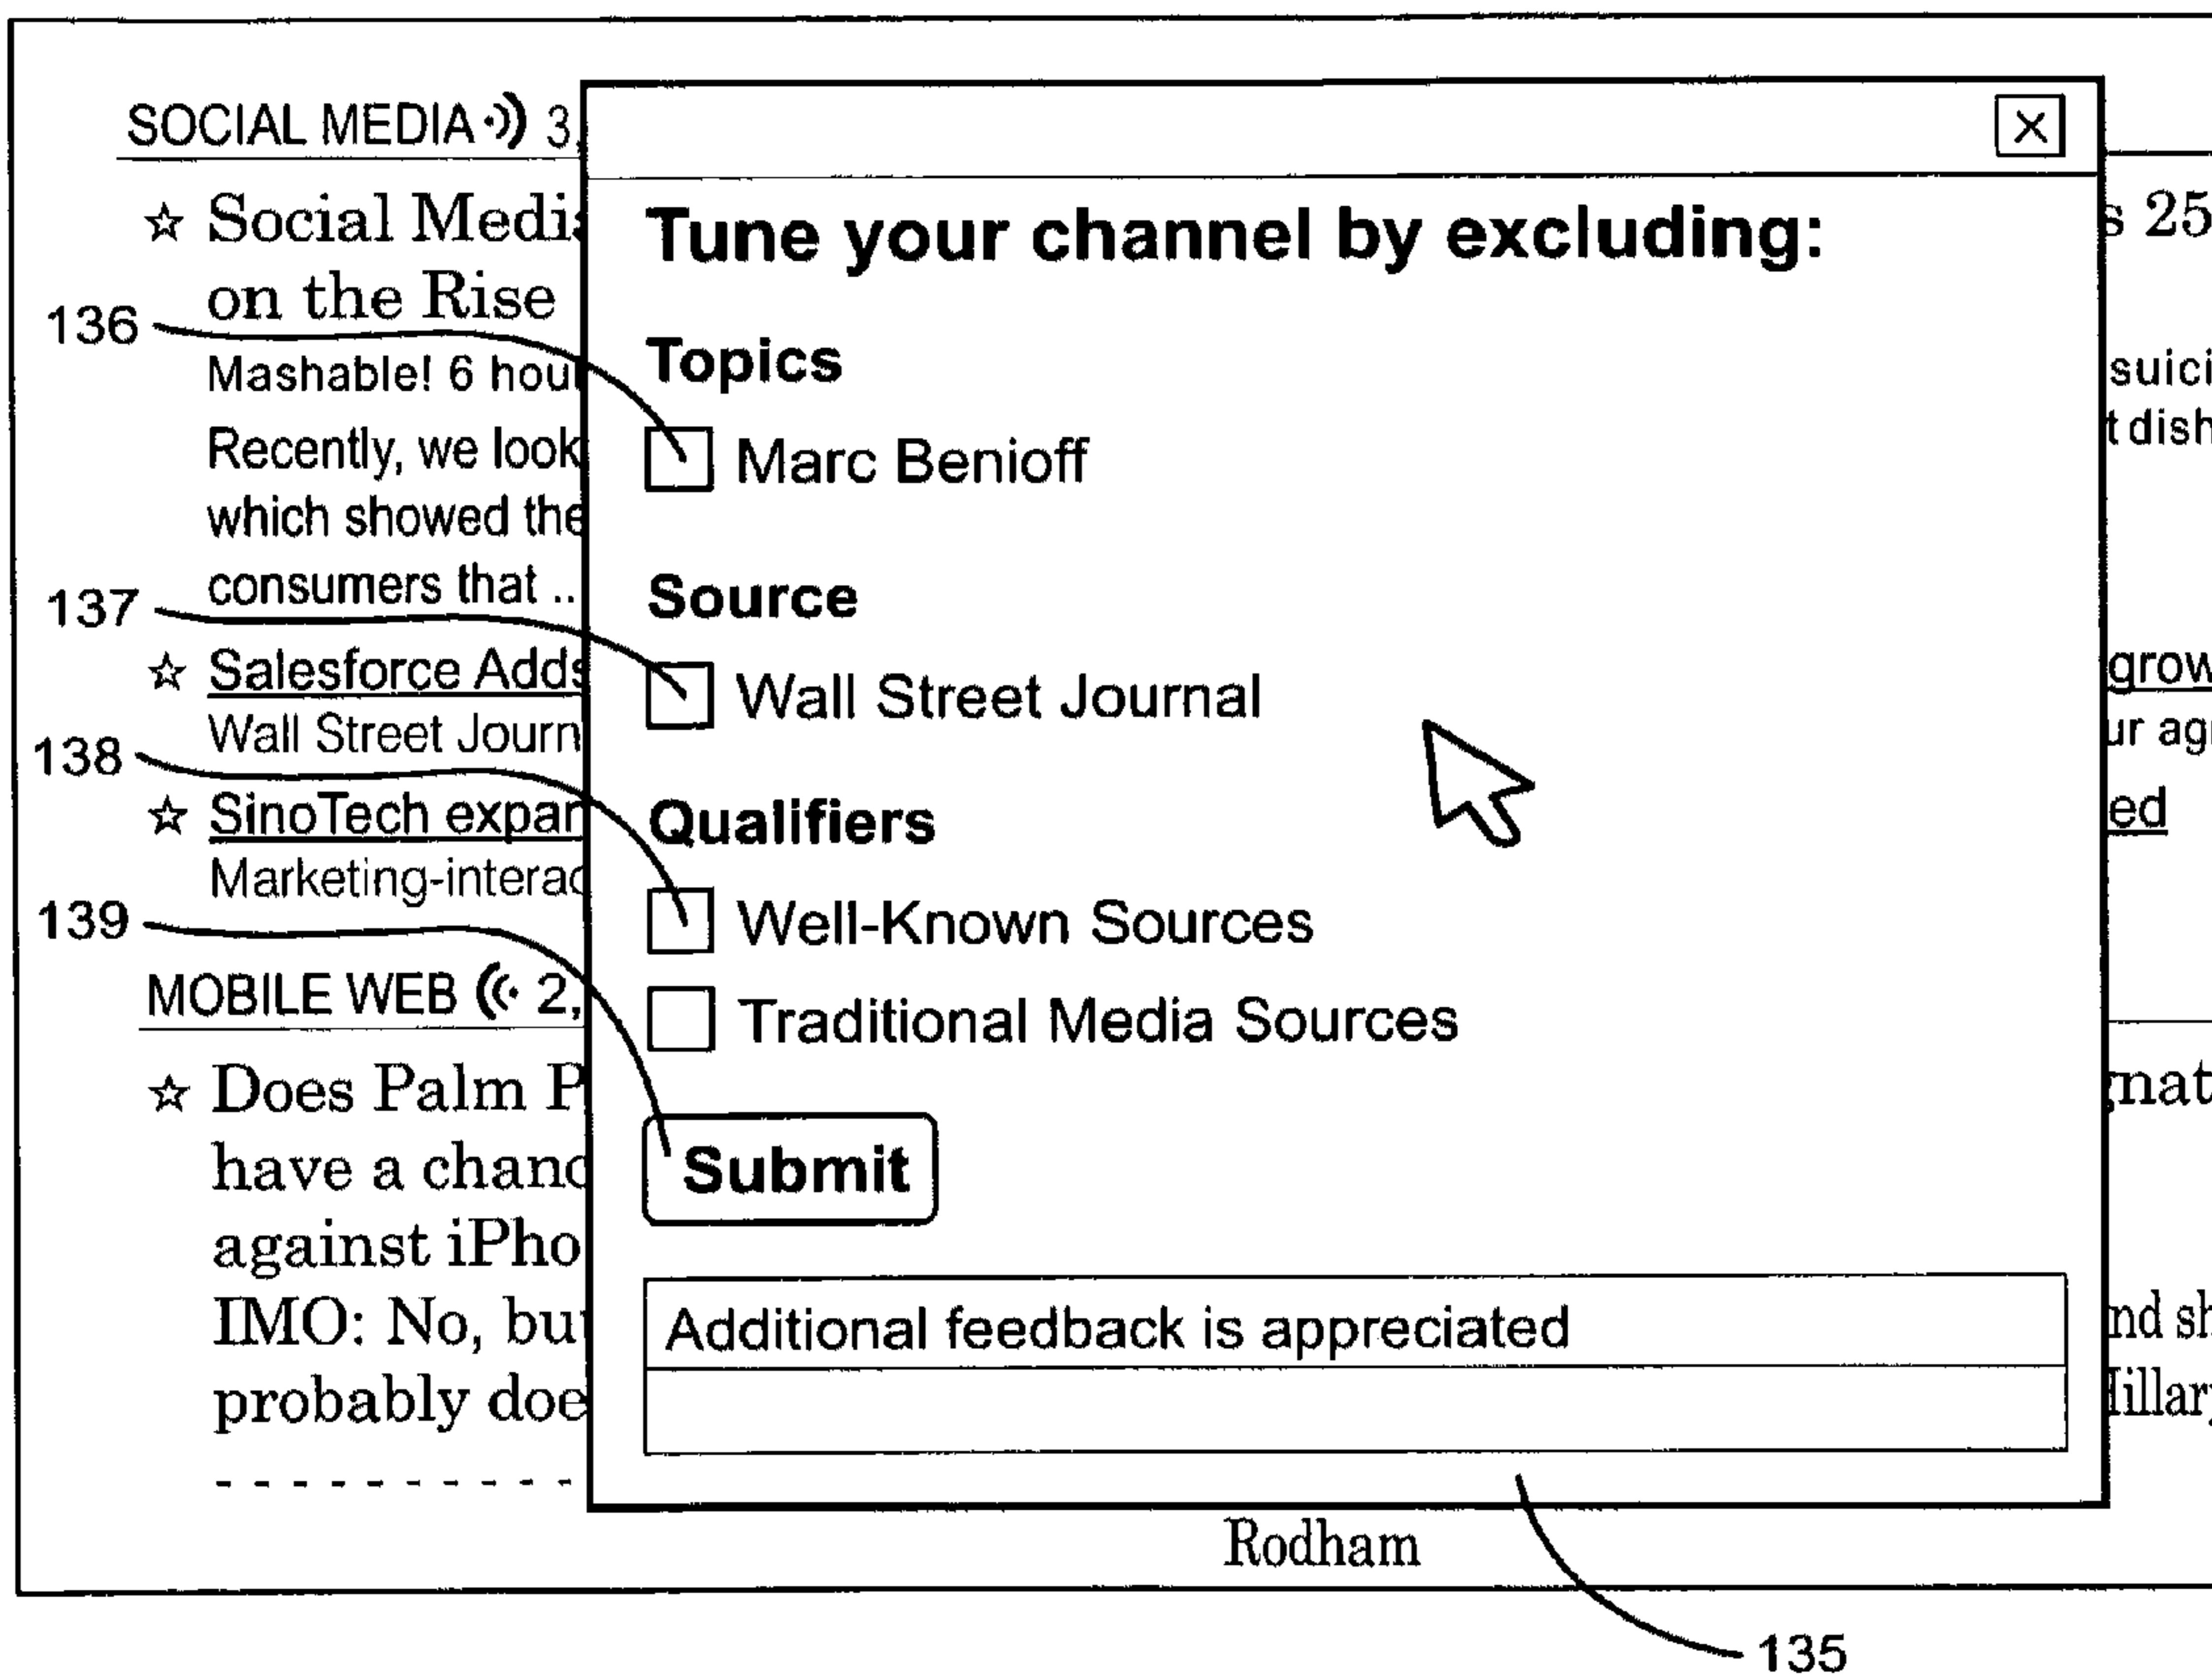 SOCIAL MEDIA 3
Social Media
on the Rise
Mashable! 6 hou
Recently, we look
which showed the
consumers that ..
Salesforce Adds
Wall Street Journ
SinoTech expan
Marketing-interac
MOBILE WEB 2,
Does Palm P
have a chanc
against iPho
IMO: No, but
probably doe
136
137
138
139
X
Tune your channel by excluding:
Topics
Marc Benioff
Source
Wall Street Journal
Qualifiers
Well-Known Sources
Traditional Media Sources
Submit
Additional feedback is appreciated
s 25
suici
t dish
grow
ur ag
ed
gnat
nd sh
Hillary
Rodham
135